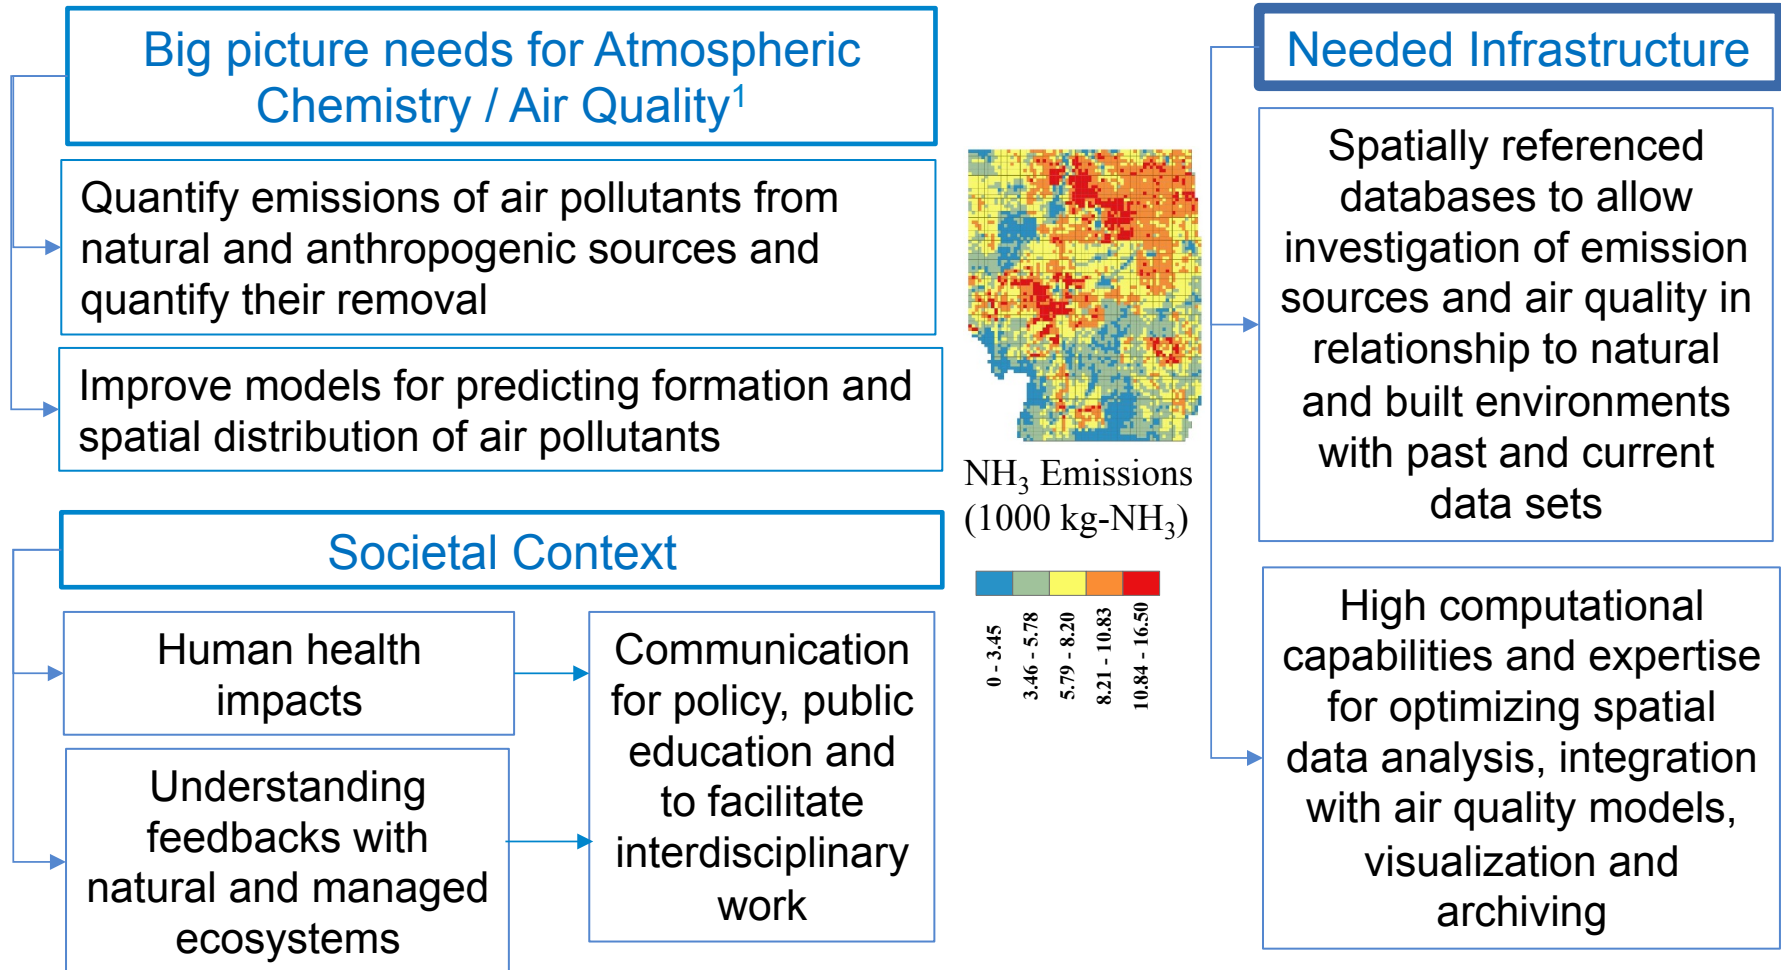 Big picture needs for Atmospheric
Chemistry / Air Quality¹
Quantify emissions of air pollutants from
natural and anthropogenic sources and
quantify their removal
Improve models for predicting formation and
spatial distribution of air pollutants
Societal Context
Human health
impacts
Understanding
feedbacks with
natural and managed
ecosystems
Communication
for policy, public
education and
to facilitate
interdisciplinary
work
NH₃ Emissions
(1000 kg-NH₃)
0 - 3.45
3.46 - 5.78
5.79 - 8.20
8.21 - 10.83
10.84 - 16.50
Needed Infrastructure
Spatially referenced
databases to allow
investigation of emission
sources and air quality in
relationship to natural
and built environments
with past and current
data sets
High computational
capabilities and expertise
for optimizing spatial
data analysis, integration
with air quality models,
visualization and
archiving